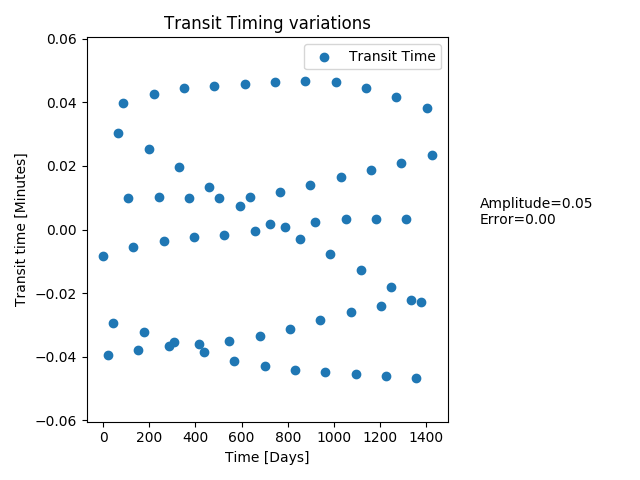 Transit Timing variations
Transit Time
0.06
0.04
0.02
0.00
−0.02
−0.04
−0.06
Transit time [Minutes]
0 200 400 600 800 1000 1200 1400
Time [Days]
Amplitude=0.05
Error=0.00